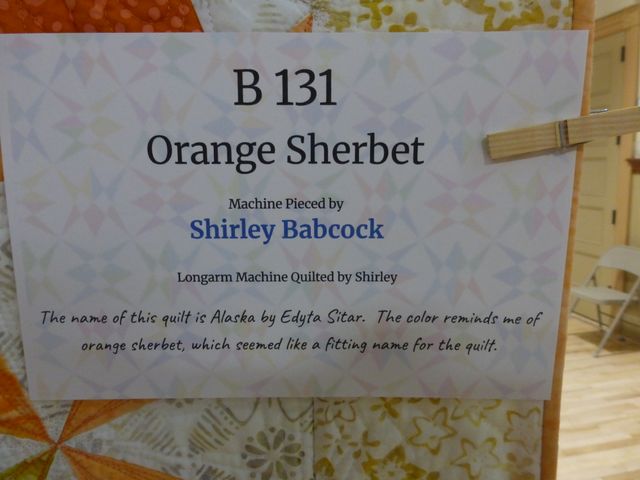 B 131
Orange Sherbet
Machine Pieced by
Shirley Babcock
Longarm Machine Quilted by Shirley
The name of this quilt is Alaska by Edyta Sitar. The color reminds me of
orange sherbet, which seemed like a fitting name for the quilt.